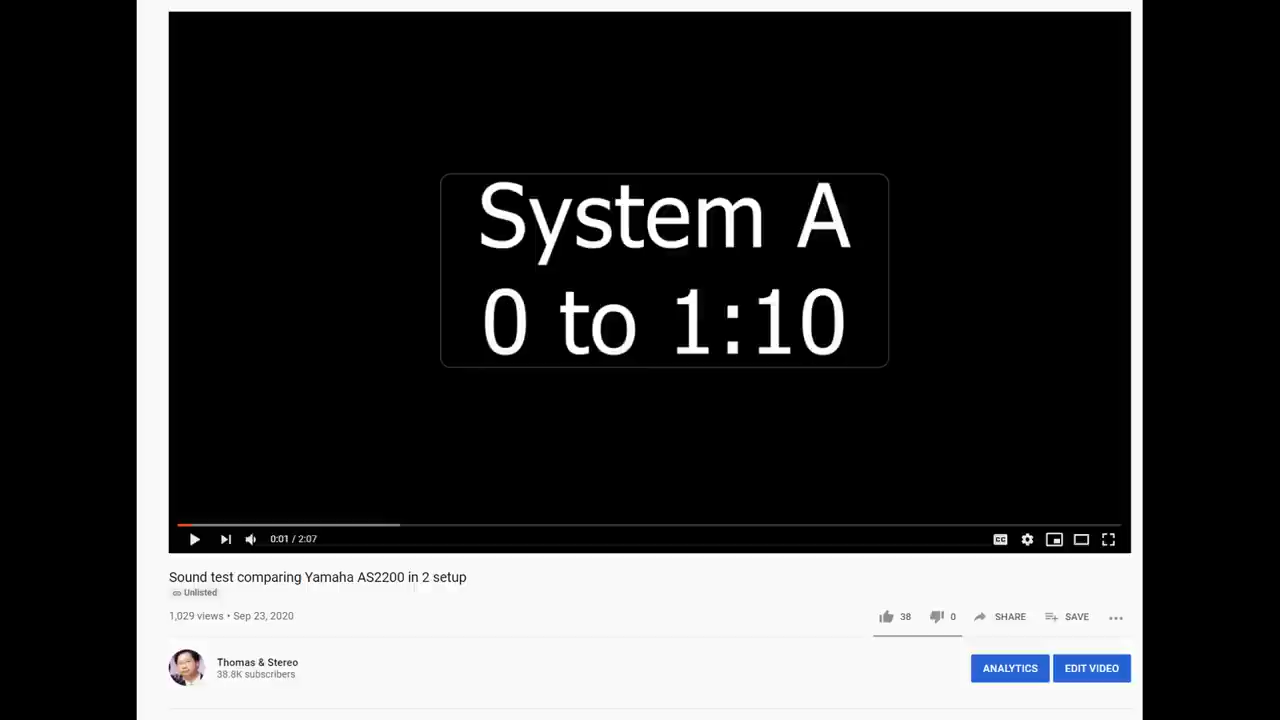 System A
0 to 1:10
0:01 / 2:07
CC
Sound test comparing Yamaha AS2200 in 2 setup
Unlisted
1,029 views • Sep 23, 2020
38
0
SHARE
SAVE
Thomas & Stereo
38.8K subscribers
ANALYTICS
EDIT VIDEO